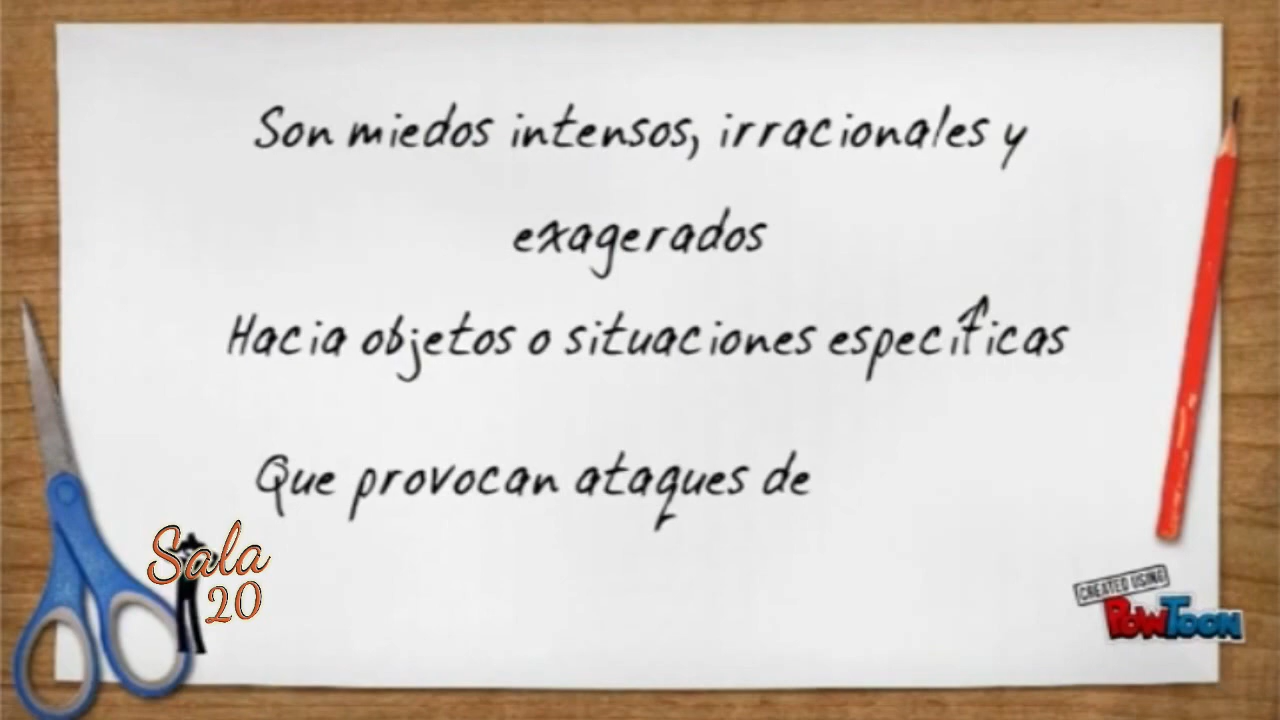 Son miedos intensos, irracionales y
exagerados
Hacia objetos o situaciones específicas
Que provocan ataques de
Sala
20
CREATED USING
POWTOON